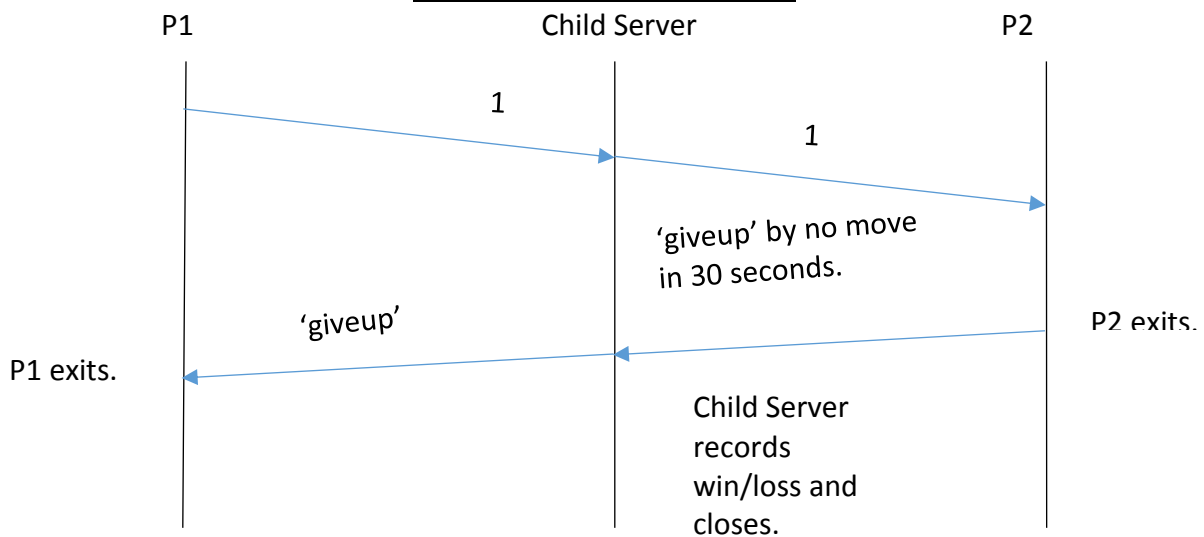 P1 Child Server P2
1
1
‘giveup’ by no move
in 30 seconds.
‘giveup’
P2 exits.
P1 exits.
Child Server
records
win/loss and
closes.